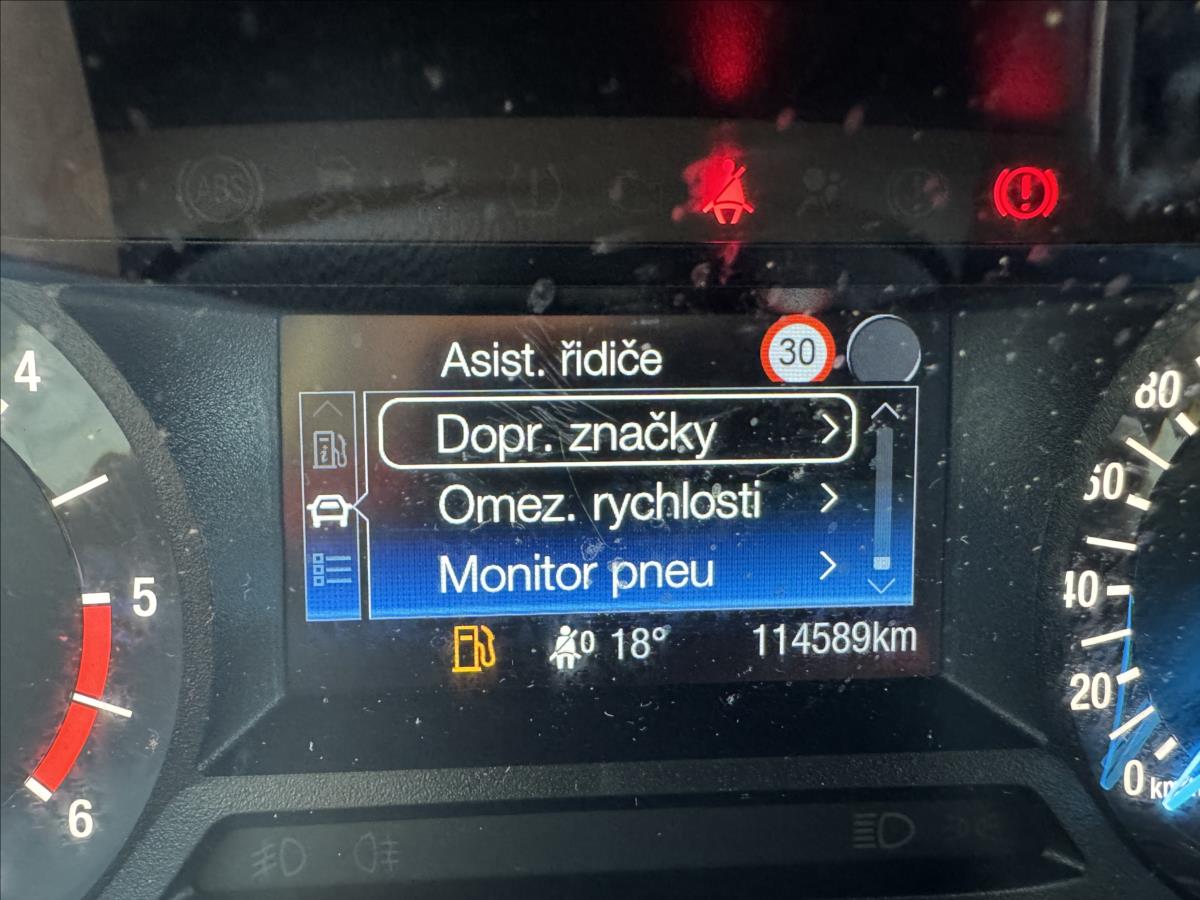 ABS
Asist. řidiče
30
Dopr. značky
Omez. rychlosti
Monitor pneu
0
18°
114589km
4
5
6
80
60
40
20
0